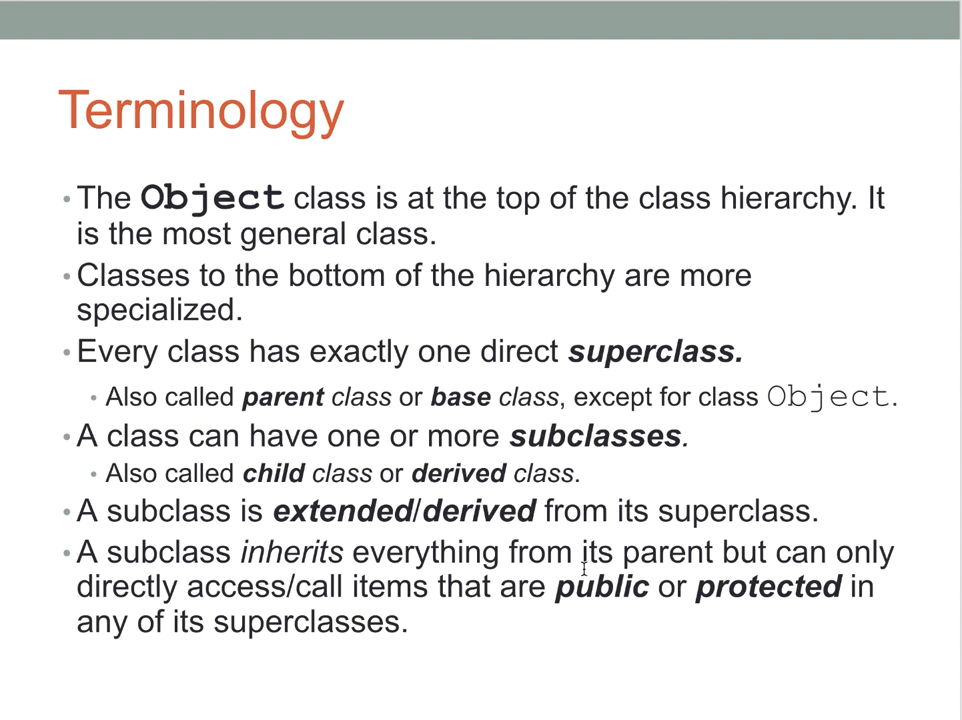 Terminology
• The Object class is at the top of the class hierarchy. It
is the most general class.
• Classes to the bottom of the hierarchy are more
specialized.
• Every class has exactly one direct superclass.
• Also called parent class or base class, except for class Object.
• A class can have one or more subclasses.
• Also called child class or derived class.
• A subclass is extended/derived from its superclass.
• A subclass inherits everything from its parent but can only
directly access/call items that are public or protected in
any of its superclasses.